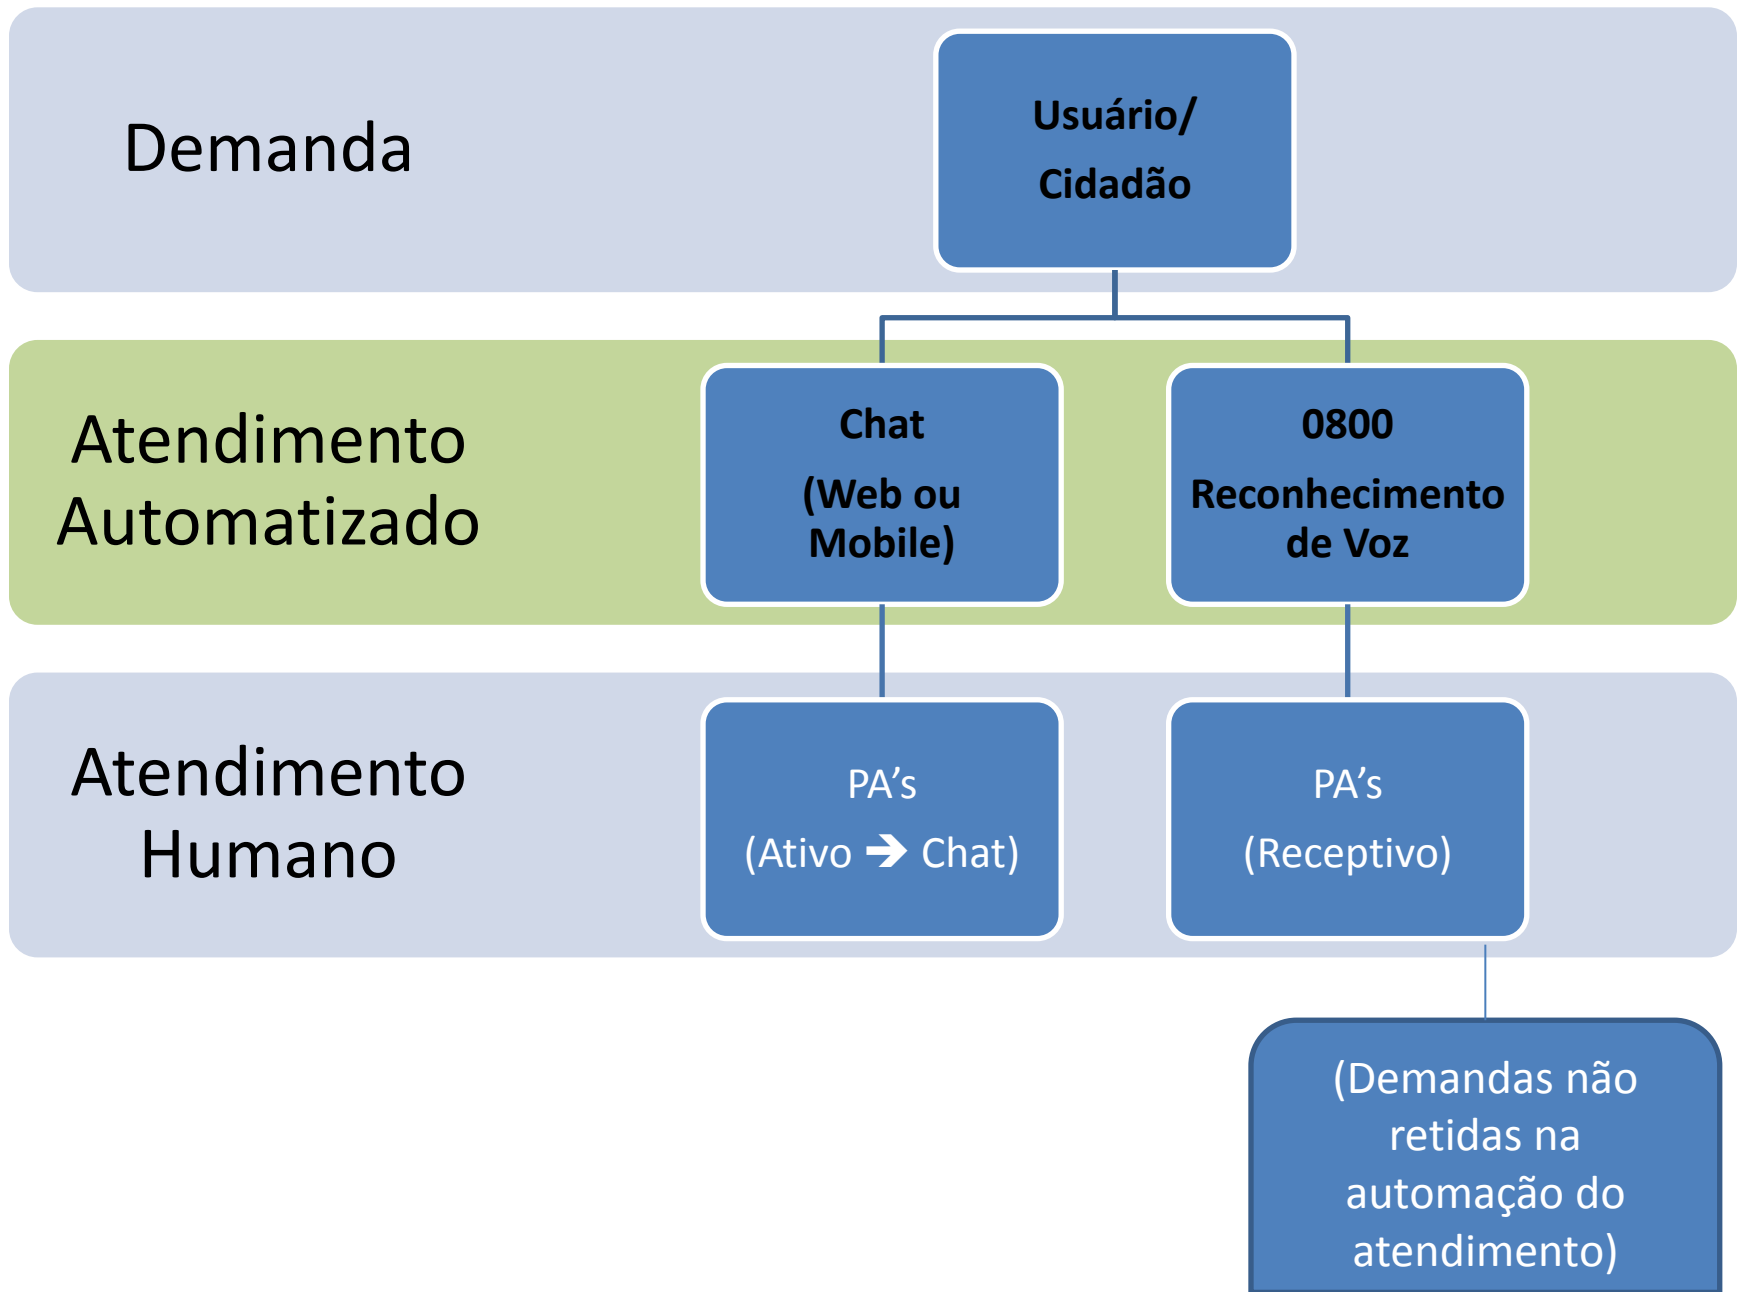 Demanda
Usuário/
Cidadão
Atendimento
Automatizado
Chat
(Web ou
Mobile)
0800
Reconhecimento
de Voz
Atendimento
Humano
PA’s
(Ativo ➔ Chat)
PA’s
(Receptivo)
(Demandas não
retidas na
automação do
atendimento)